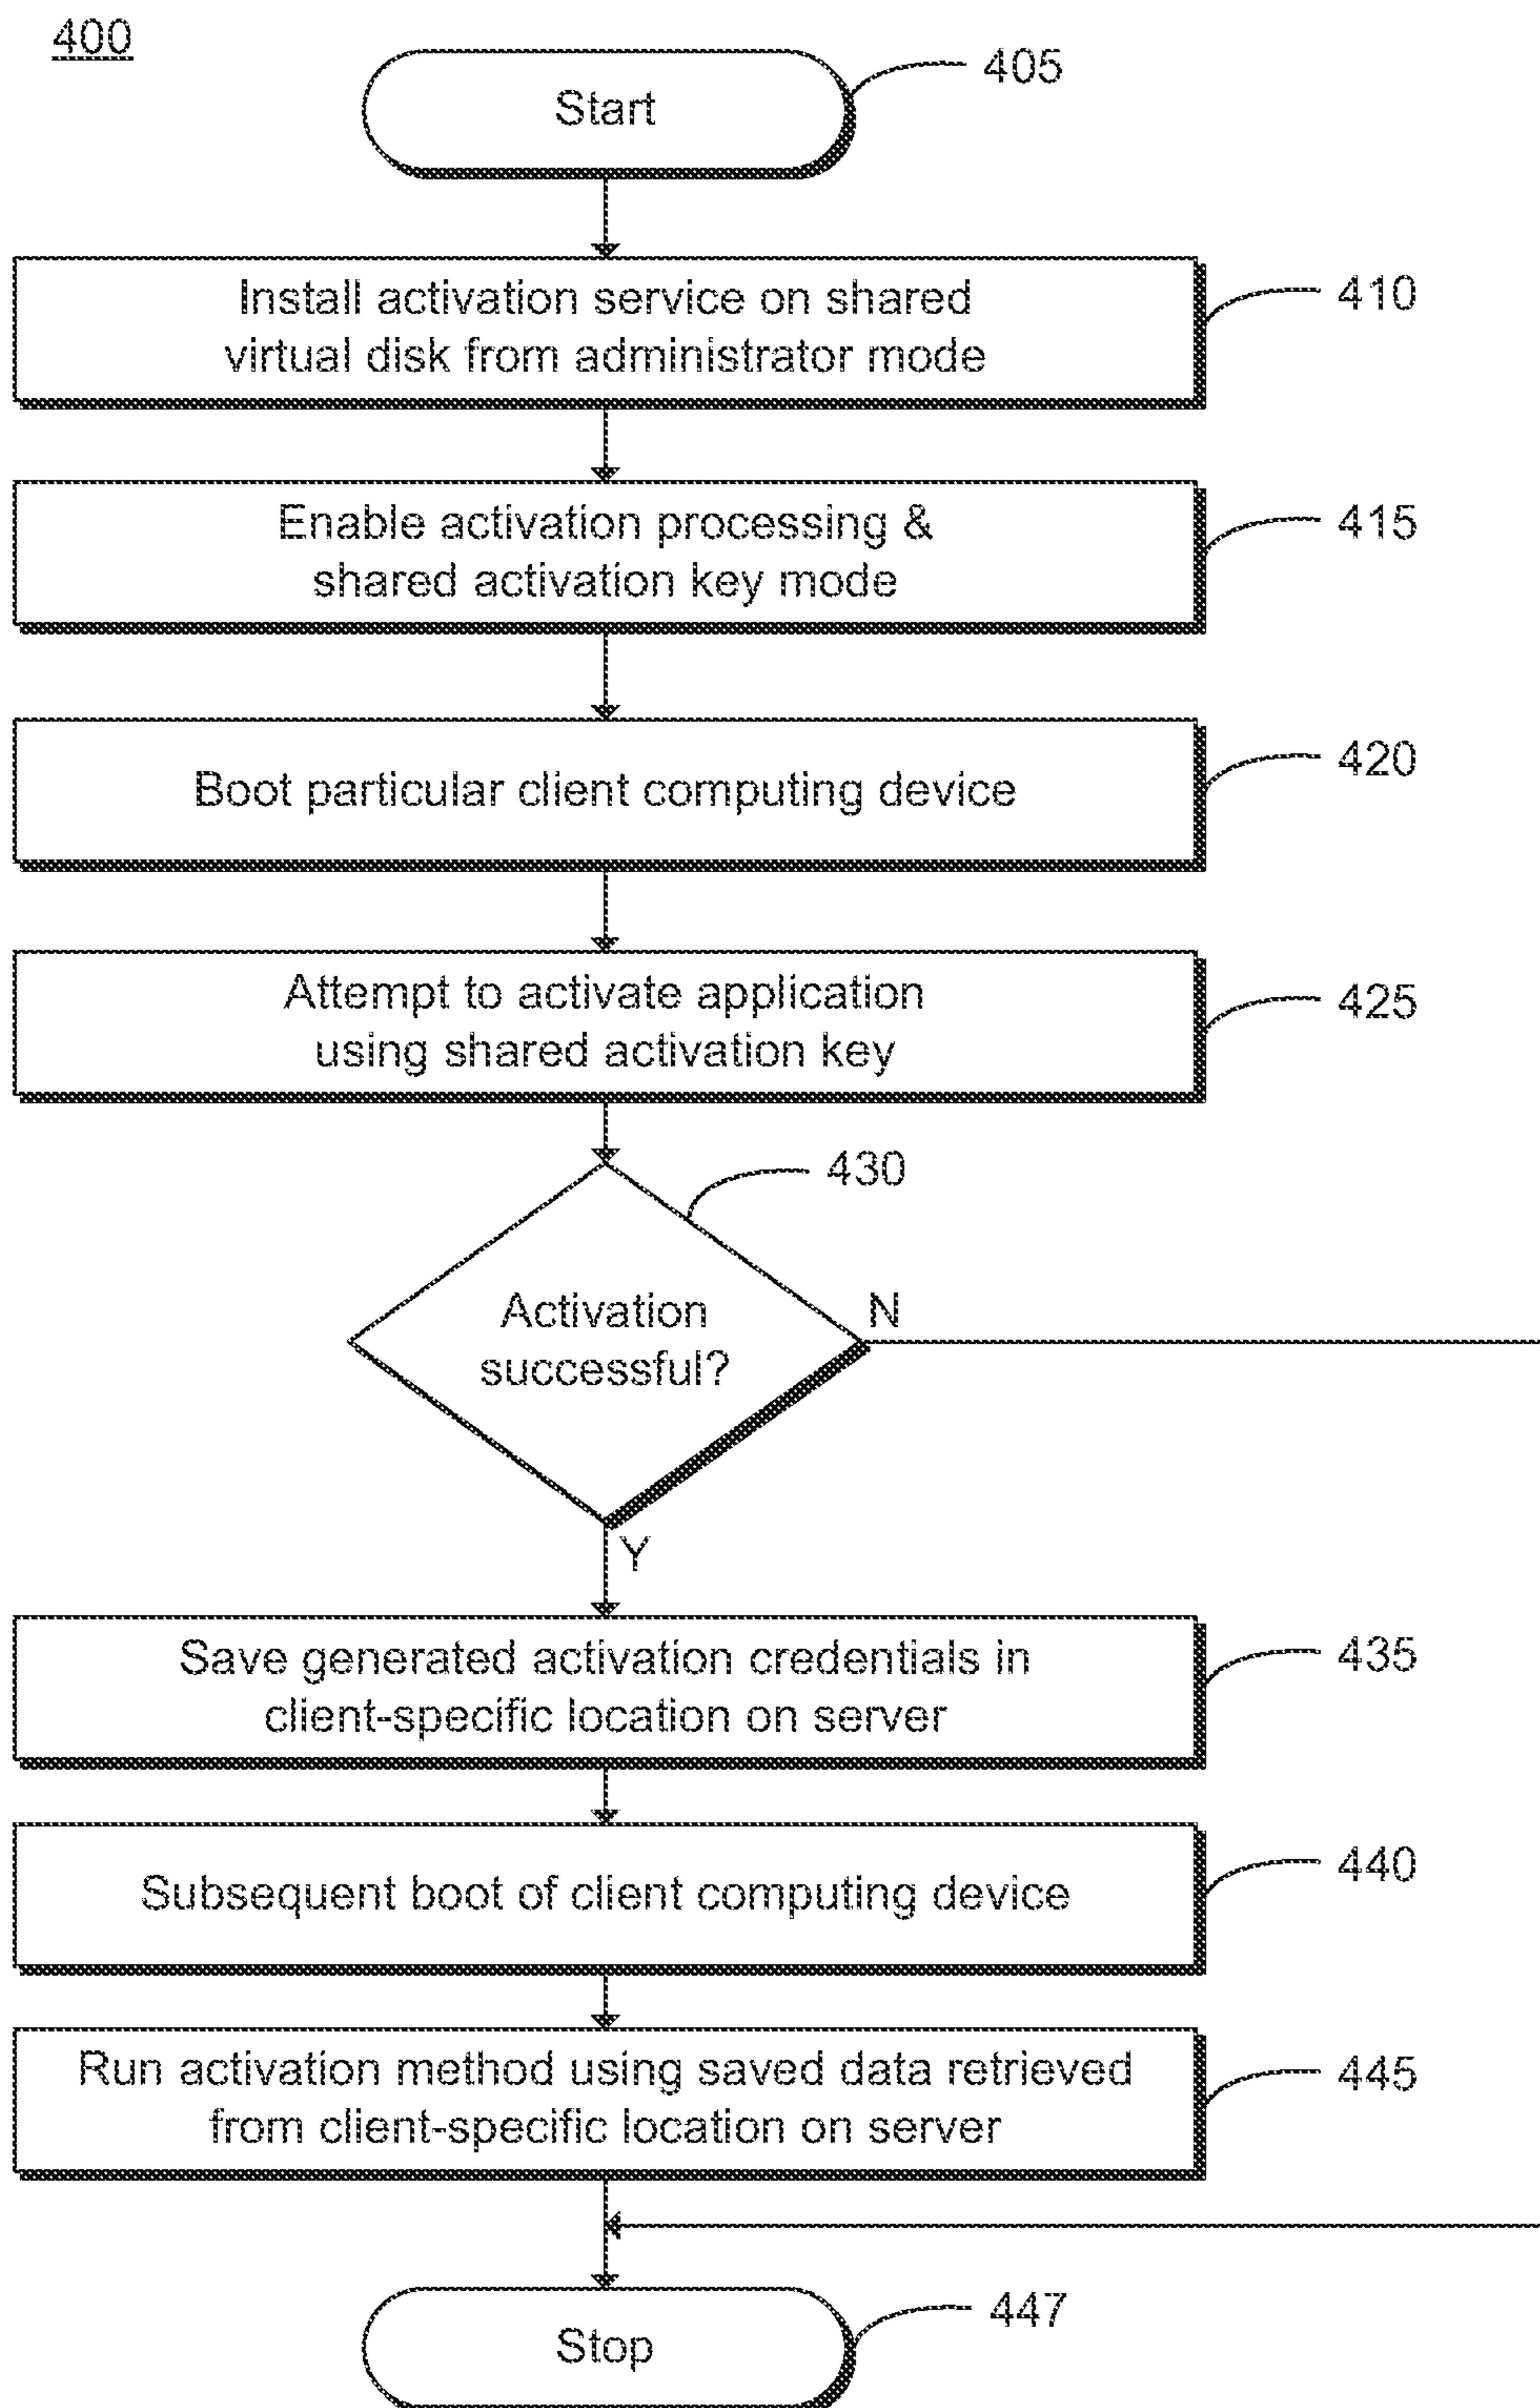 400
Start
405
Install activation service on shared
virtual disk from administrator mode
410
Enable activation processing &
shared activation key mode
415
Boot particular client computing device
420
Attempt to activate application
using shared activation key
425
430
Activation
successful?
N
Y
Save generated activation credentials in
client-specific location on server
435
Subsequent boot of client computing device
440
Run activation method using saved data retrieved
from client-specific location on server
445
Stop
447